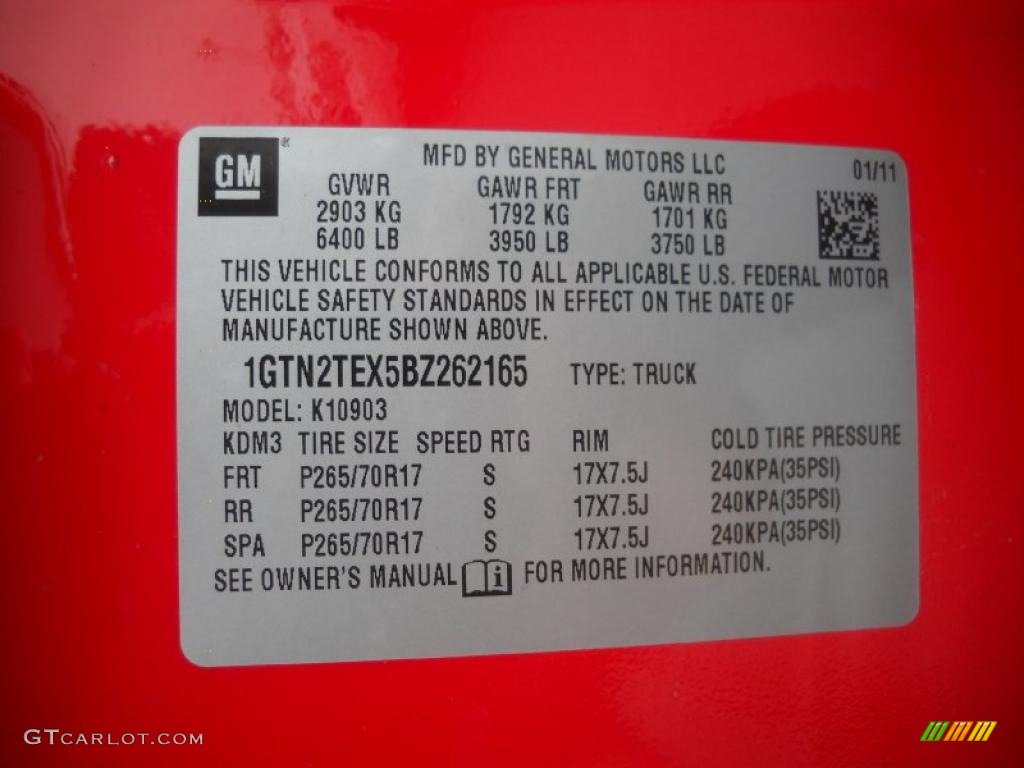 GM
MFD BY GENERAL MOTORS LLC 01/11
GVWR GAWR FRT GAWR RR
2903 KG 1792 KG 1701 KG
6400 LB 3950 LB 3750 LB
THIS VEHICLE CONFORMS TO ALL APPLICABLE U.S. FEDERAL MOTOR
VEHICLE SAFETY STANDARDS IN EFFECT ON THE DATE OF
MANUFACTURE SHOWN ABOVE.
1GTN2TEX5BZ262165 TYPE: TRUCK
MODEL: K10903
KDM3 TIRE SIZE SPEED RTG RIM COLD TIRE PRESSURE
FRT P265/70R17 S 17X7.5J 240KPA(35PSI)
RR P265/70R17 S 17X7.5J 240KPA(35PSI)
SPA P265/70R17 S 17X7.5J 240KPA(35PSI)
SEE OWNER'S MANUAL FOR MORE INFORMATION.
GTCARLOT.COM